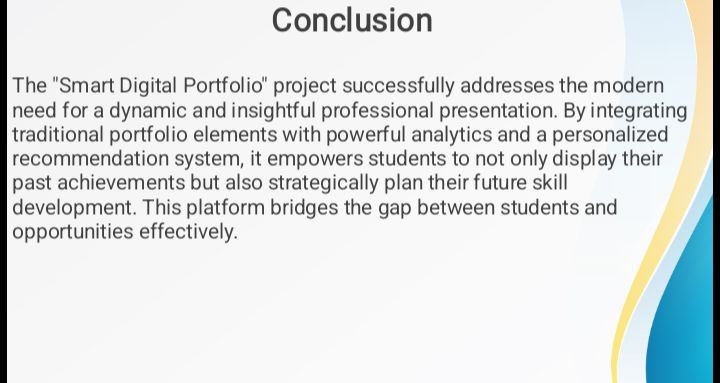 Conclusion
The "Smart Digital Portfolio" project successfully addresses the modern
need for a dynamic and insightful professional presentation. By integrating
traditional portfolio elements with powerful analytics and a personalized
recommendation system, it empowers students to not only display their
past achievements but also strategically plan their future skill
development. This platform bridges the gap between students and
opportunities effectively.